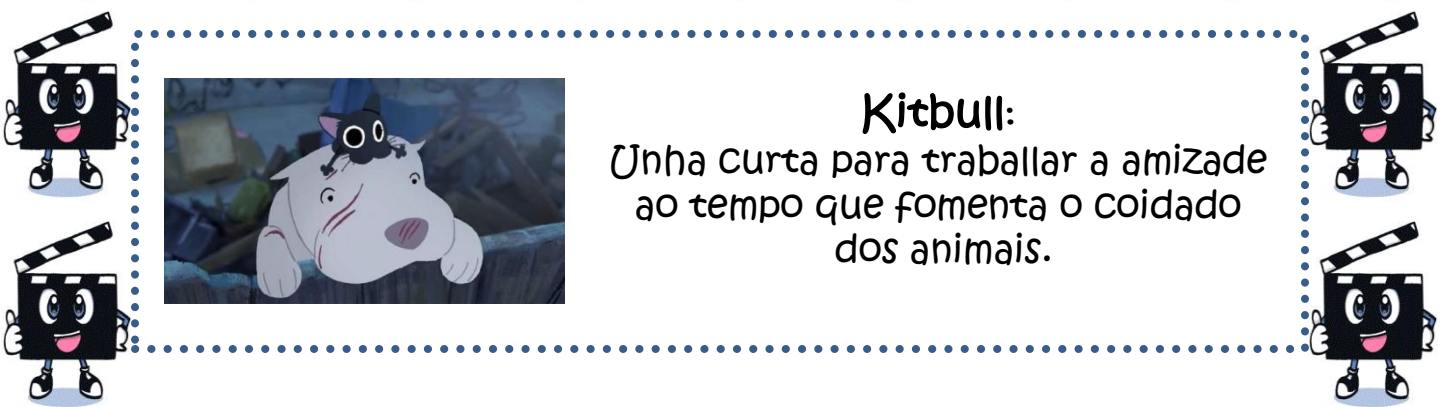 Kitbull:
Unha curta para traballar a amizade
ao tempo que fomenta o coidado
dos animais.